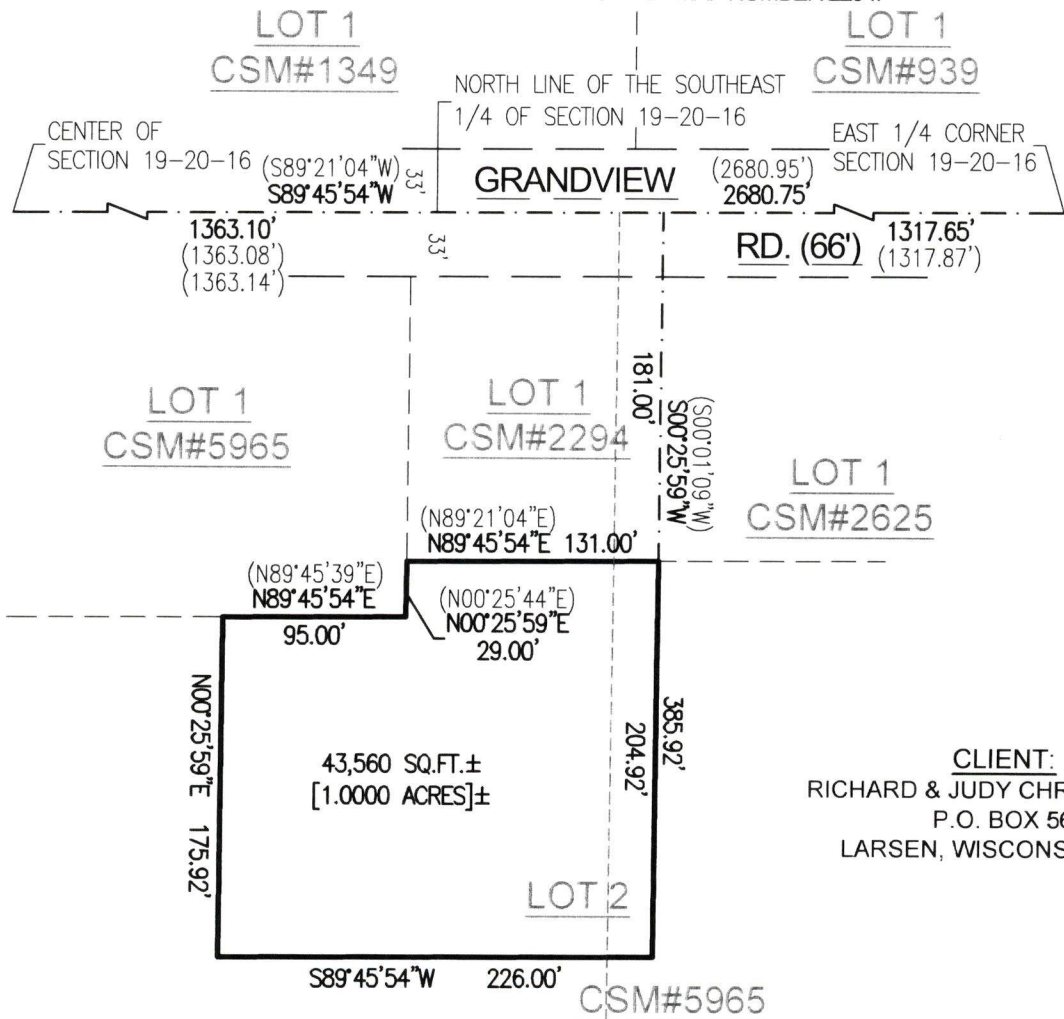 LOT 1
CSM#1349
LOT 1
CSM#939
NORTH LINE OF THE SOUTHEAST
1/4 OF SECTION 19-20-16
CENTER OF
SECTION 19-20-16
EAST 1/4 CORNER
SECTION 19-20-16
(S89°21'04"W)
S89°45'54"W
33'
GRANDVIEW
(2680.95')
2680.75'
1363.10'
(1363.08')
(1363.14')
33'
RD. (66')
1317.65'
(1317.87')
LOT 1
CSM#5965
LOT 1
CSM#2294
181.00'
(S00°01'09"W)
S00°25'59"W
LOT 1
CSM#2625
(N89°21'04"E)
N89°45'54"E 131.00'
(N89°45'39"E)
N89°45'54"E
95.00'
(N00°25'44"E)
N00°25'59"E
29.00'
N00°25'59"E 175.92'
43,560 SQ.FT.±
[1.0000 ACRES]±
204.92'
385.92'
CLIENT:
RICHARD & JUDY
P.O. BOX
LARSEN,
LOT 2
S89°45'54"W 226.00'
CSM#5965